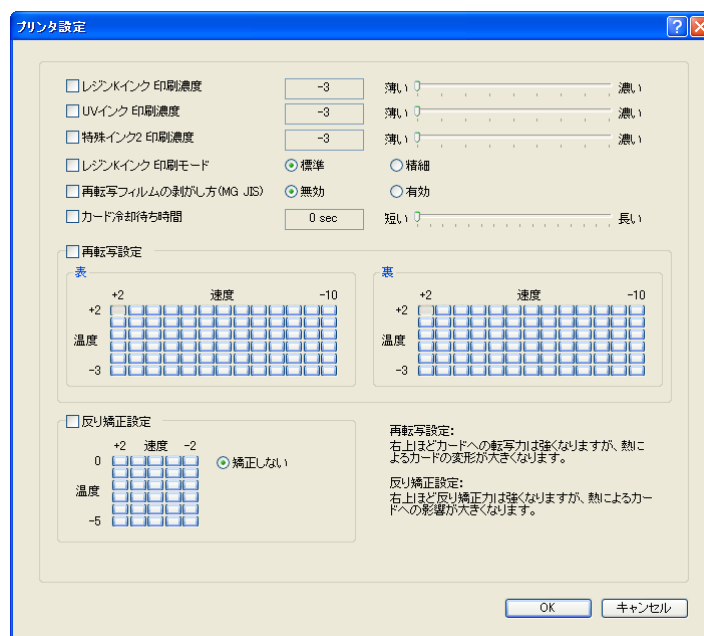 プリンタ設定
レジンKインク 印刷濃度 -3 薄い 濃い
UVインク 印刷濃度 -3 薄い 濃い
特殊インク2 印刷濃度 -3 薄い 濃い
レジンKインク 印刷モード 標準 精細
再転写フィルムの剥がし方(MG JIS) 無効 有効
カード冷却待ち時間 0 sec 短い 長い
再転写設定
表
+2 速度 -10
+2
温度
-3
裏
+2 速度 -10
+2
温度
-3
反り矯正設定
+2 速度 -2
0
温度
-5
矯正しない
再転写設定:
右上ほどカードへの転写力は強くなりますが、熱に
よるカードの変形が大きくなります。
反り矯正設定:
右上ほど反り矯正力は強くなりますが、熱によるカー
ドへの影響が大きくなります。
OK キャンセル